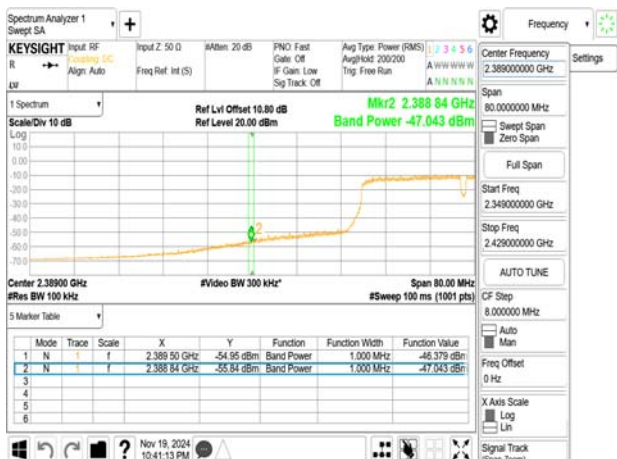 Spectrum Analyzer 1
Swept SA
+
Frequency
KEYSIGHT
Input: RF
Coupling: DC
Align: Auto
Input Z: 50 Ω
Freq Ref: Int (S)
#Atten: 20 dB
PNO: Fast
Gate: Off
IF Gain: Low
Sig Track: Off
Avg Type: Power (RMS)
Avg|Hold: 200/200
Trig: Free Run
1 2 3 4 5 6
A W W W W W
A N N N N N
R
LM
1 Spectrum
Scale/Div 10 dB
Ref Lvl Offset 10.80 dB
Ref Level 20.00 dBm
Mkr2 2.388 84 GHz
Band Power -47.043 dBm
Log
10.0
0.00
-10.0
-20.0
-30.0
-40.0
-50.0
-60.0
-70.0
2
Center 2.38900 GHz
#Res BW 100 kHz
#Video BW 300 kHz*
Span 80.00 MHz
#Sweep 100 ms (1001 pts)
5 Marker Table
Mode Trace Scale X Y Function Function Width Function Value
1 N 1 f 2.389 50 GHz -54.95 dBm Band Power 1.000 MHz -46.379 dBm
2 N 1 f 2.388 84 GHz -55.84 dBm Band Power 1.000 MHz -47.043 dBm
3
4
5
6
?
Nov 19, 2024
10:41:13 PM
Center Frequency
2.389000000 GHz
Settings
Span
80.0000000 MHz
Swept Span
Zero Span
Full Span
Start Freq
2.349000000 GHz
Stop Freq
2.429000000 GHz
AUTO TUNE
CF Step
8.000000 MHz
Auto
Man
Freq Offset
0 Hz
X Axis Scale
Log
Lin
Signal Track
(Span Zoom)